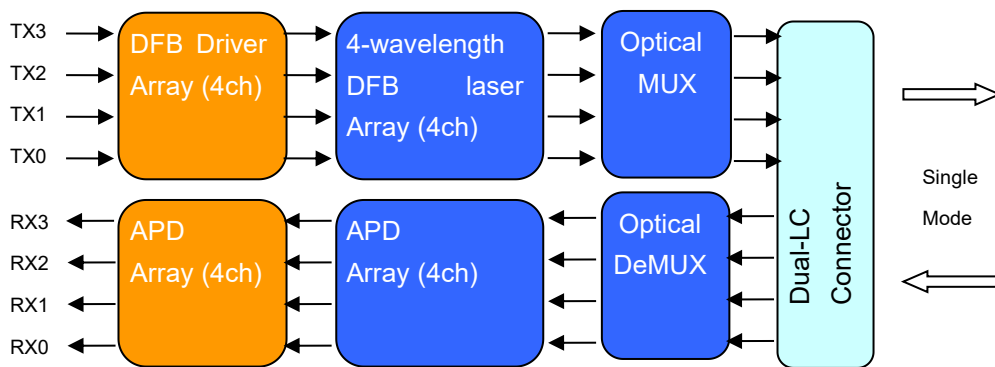 TX3
TX2
TX1
TX0
DFB Driver
Array (4ch)
4-wavelength
DFB laser
Array (4ch)
Optical
MUX
RX3
RX2
RX1
RX0
APD
Array (4ch)
APD
Array (4ch)
Optical
DeMUX
Dual-LC
Connector
Single
Mode